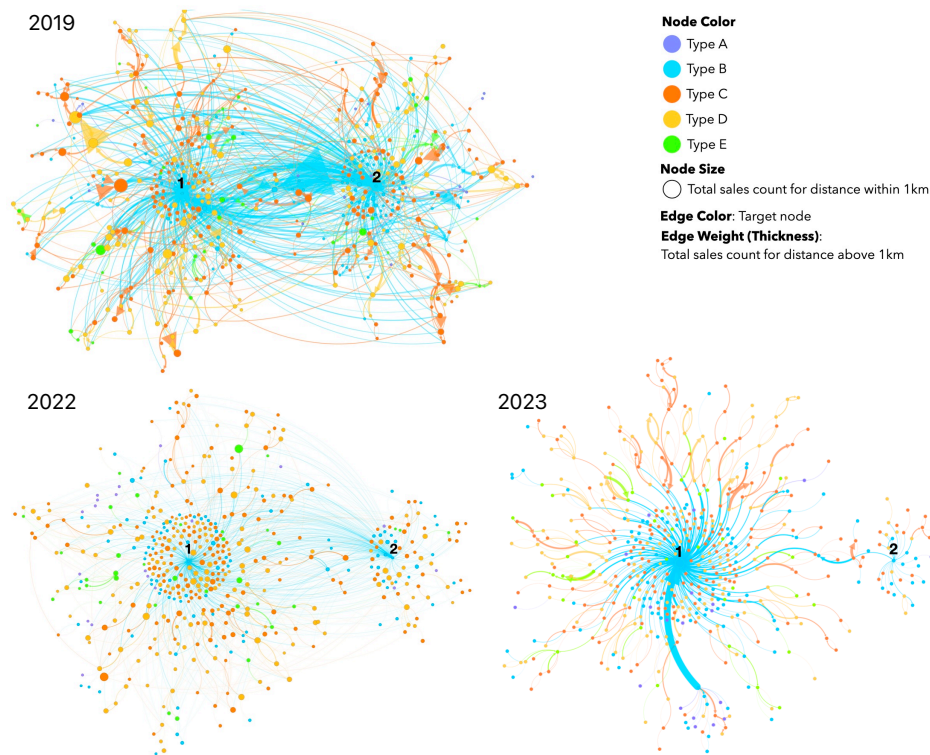 2019
1
2
Node Color
Type A
Type B
Type C
Type D
Type E
Node Size
Total sales count for distance within 1km
Edge Color: Target node
Edge Weight (Thickness):
Total sales count for distance above 1km
2022
1
2
2023
1
2